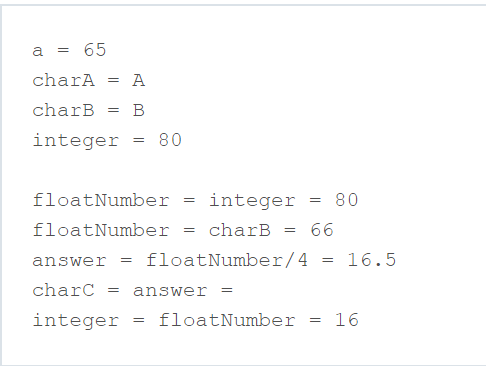 a = 65
charA = A
charB = B
integer = 80

floatNumber = integer = 80
floatNumber = charB = 66
answer = floatNumber/4 = 16.5
charC = answer =
integer = floatNumber = 16